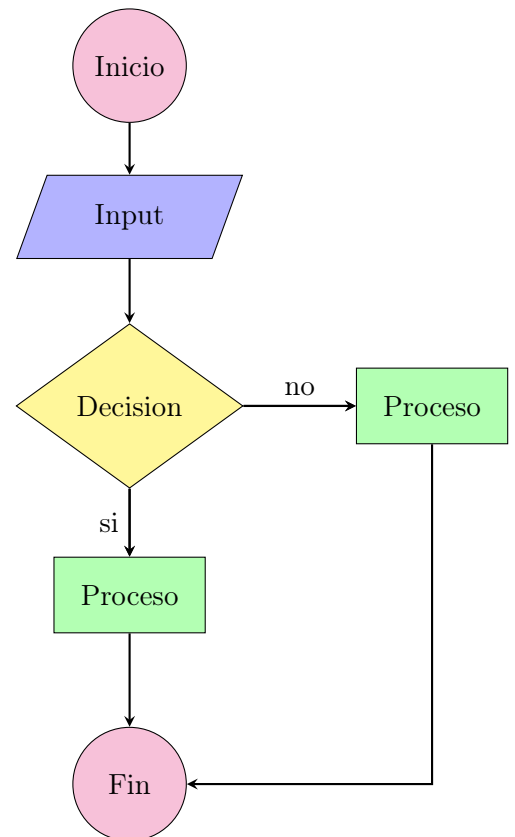 Inicio
Input
Decision
no
Proceso
si
Proceso
Fin